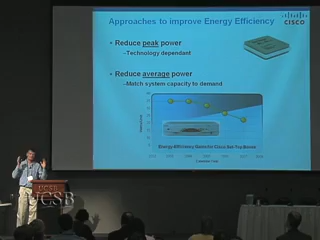 Approaches to improve Energy Efficiency
CISCO
• Reduce peak power
–Technology dependant
• Reduce average power
–Match system capacity to demand
UCSB
UCSB